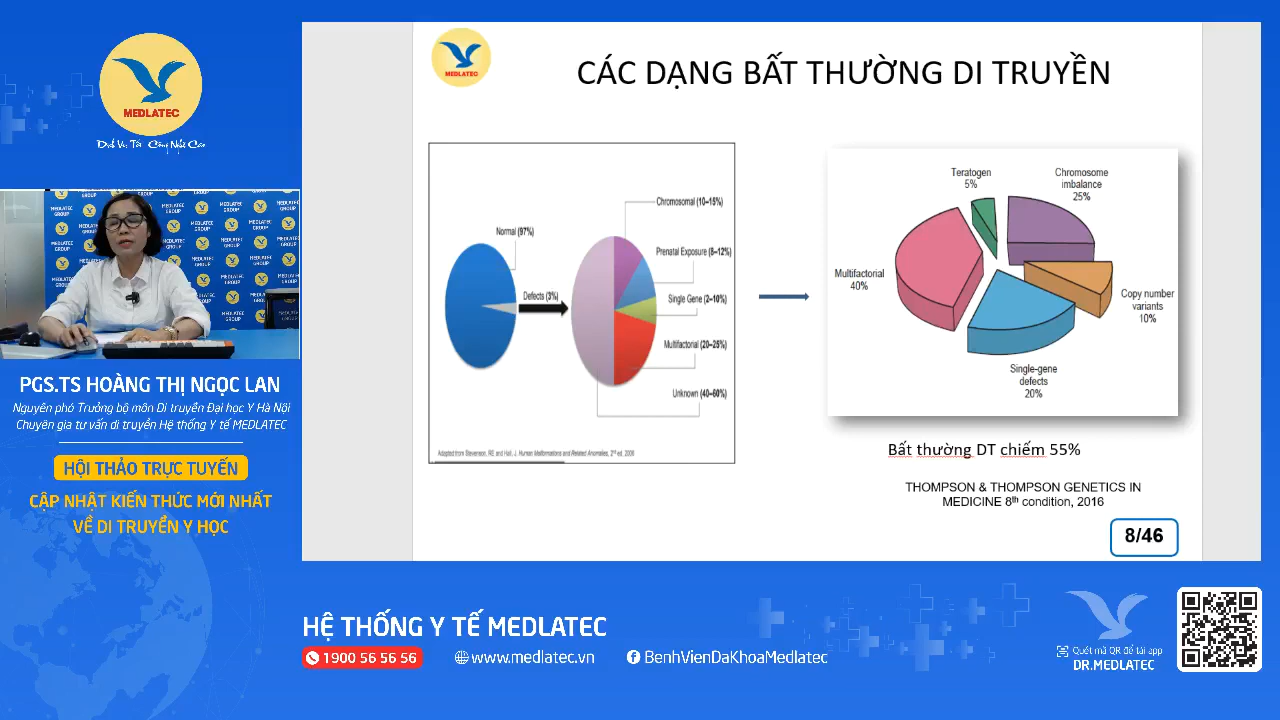 MEDLATEC
MEDLATEC
CÁC DẠNG BẤT THƯỜNG DI TRUYỀN
Normal (97%)
Defects (3%)
Chromosomal (10–15%)
Prenatal Exposure (8–12%)
Single Gene (2–10%)
Multifactorial (20–25%)
Unknown (40–60%)
Adapted from Stevenson, RE and Hall, J. Human Malformations and Related Anomalies, 2nd ed, 2006
Teratogen
5%
Chromosome
imbalance
25%
Multifactorial
40%
Copy number
variants
10%
Single-gene
defects
20%
Bất thường DT chiếm 55%
THOMPSON & THOMPSON GENETICS IN
MEDICINE 8th condition, 2016
8/46
MEDLATEC
GROUP
PGS.TS HOÀNG THỊ NGỌC LAN
Nguyên phó Trưởng bộ môn Di truyền Đại học Y Hà Nội
Chuyên gia tư vấn di truyền Hệ thống Y tế MEDLATEC
HỘI THẢO TRỰC TUYẾN
CẬP NHẬT KIẾN THỨC MỚI NHẤT
VỀ DI TRUYỀN Y HỌC
HỆ THỐNG Y TẾ MEDLATEC
1900 56 56 56
www.medlatec.vn
BenhVienDaKhoaMedlatec
Quét mã QR để tải app
DR.MEDLATEC